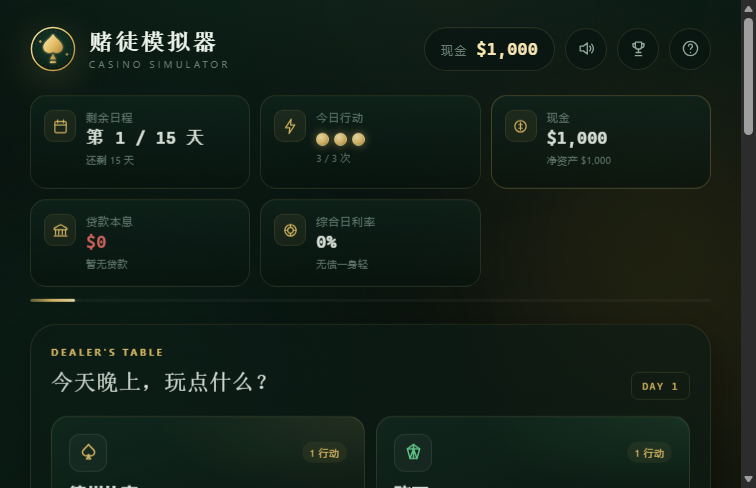 赌徒模拟器
CASINO SIMULATOR
现金 $1,000
剩余日程
第 1 / 15 天
还剩 15 天
今日行动
3 / 3 次
现金
$1,000
净资产 $1,000
贷款本息
$0
暂无贷款
综合日利率
0%
无债一身轻
DEALER'S TABLE
今天晚上，玩点什么？
DAY 1
1 行动
1 行动